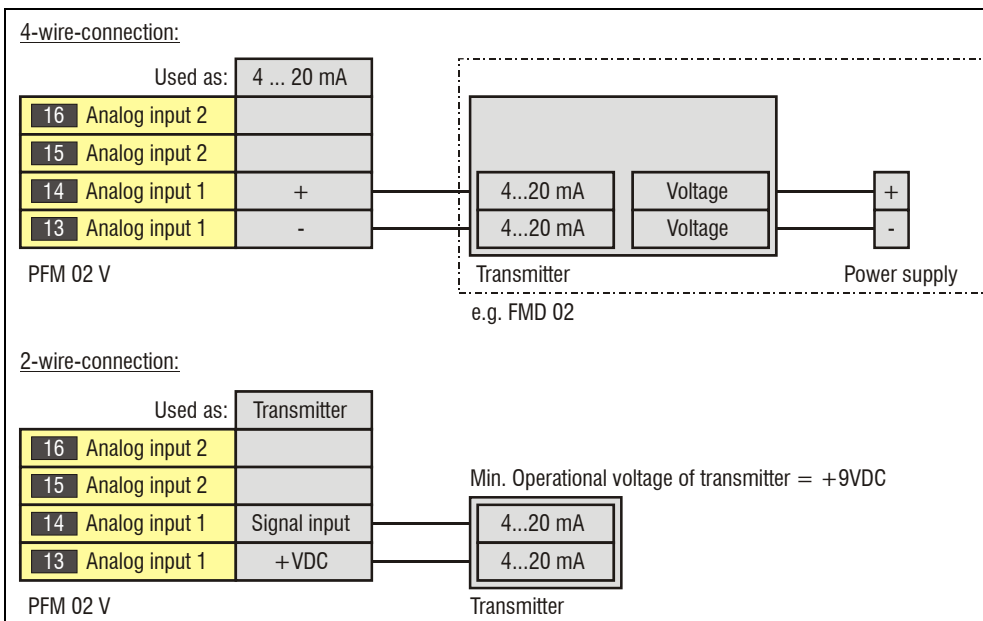 4-wire-connection:
Used as: 4 ... 20 mA
16 Analog input 2
15 Analog input 2
14 Analog input 1 + 4...20 mA Voltage +
13 Analog input 1 - 4...20 mA Voltage -
PFM 02 V Transmitter Power supply
e.g. FMD 02
2-wire-connection:
Used as: Transmitter
16 Analog input 2
15 Analog input 2 Min. Operational voltage of transmitter = +9VDC
14 Analog input 1 Signal input 4...20 mA
13 Analog input 1 +VDC 4...20 mA
PFM 02 V Transmitter